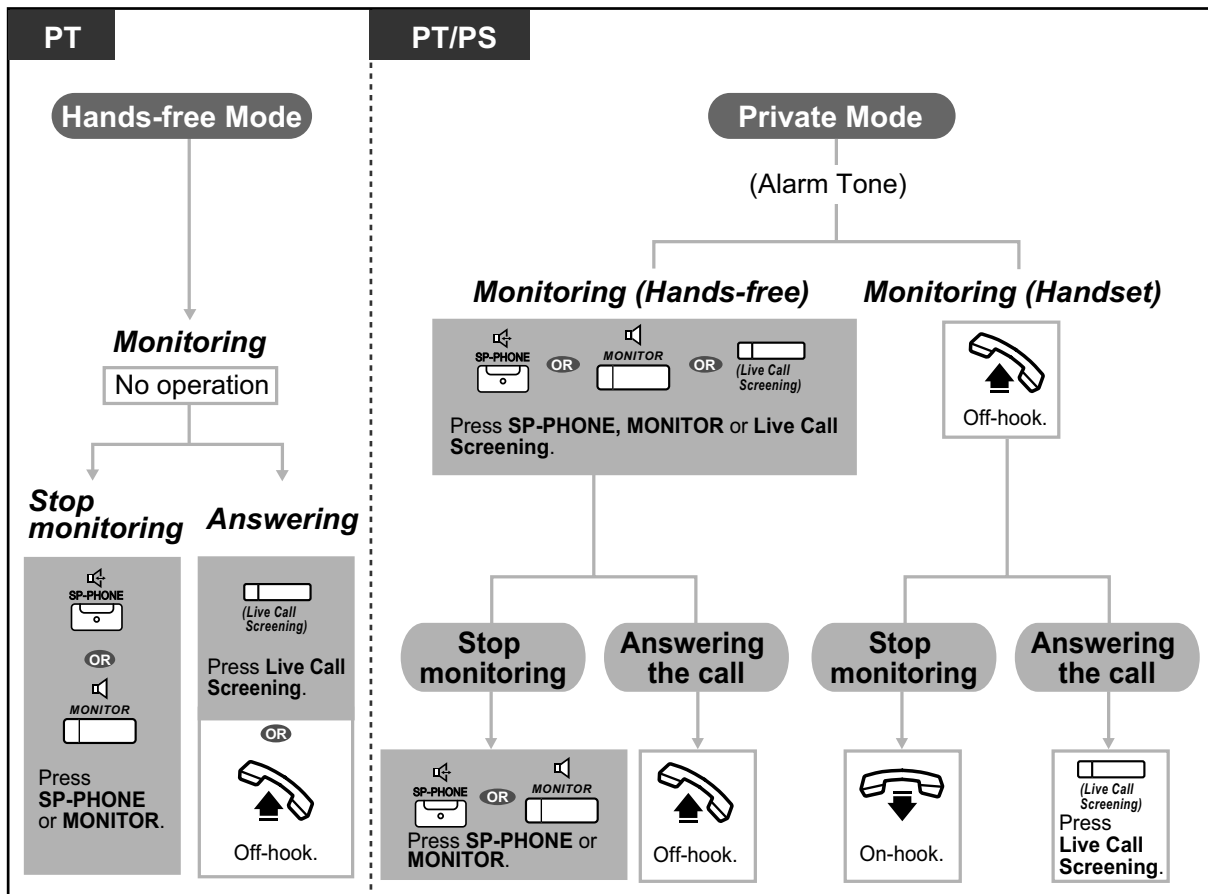 PT
Hands-free Mode
Monitoring
No operation
Stop
monitoring
SP-PHONE
OR
MONITOR
Press
SP-PHONE
or MONITOR.
Answering
(Live Call
Screening)
Press Live Call
Screening.
OR
Off-hook.
PT/PS
Private Mode
(Alarm Tone)
Monitoring (Hands-free)
SP-PHONE
OR
MONITOR
OR
(Live Call
Screening)
Press SP-PHONE, MONITOR or Live Call
Screening.
Monitoring (Handset)
Off-hook.
Stop
monitoring
SP-PHONE
OR
MONITOR
Press SP-PHONE or
MONITOR.
Answering
the call
Off-hook.
Stop
monitoring
On-hook.
Answering
the call
(Live Call
Screening)
Press
Live Call
Screening.